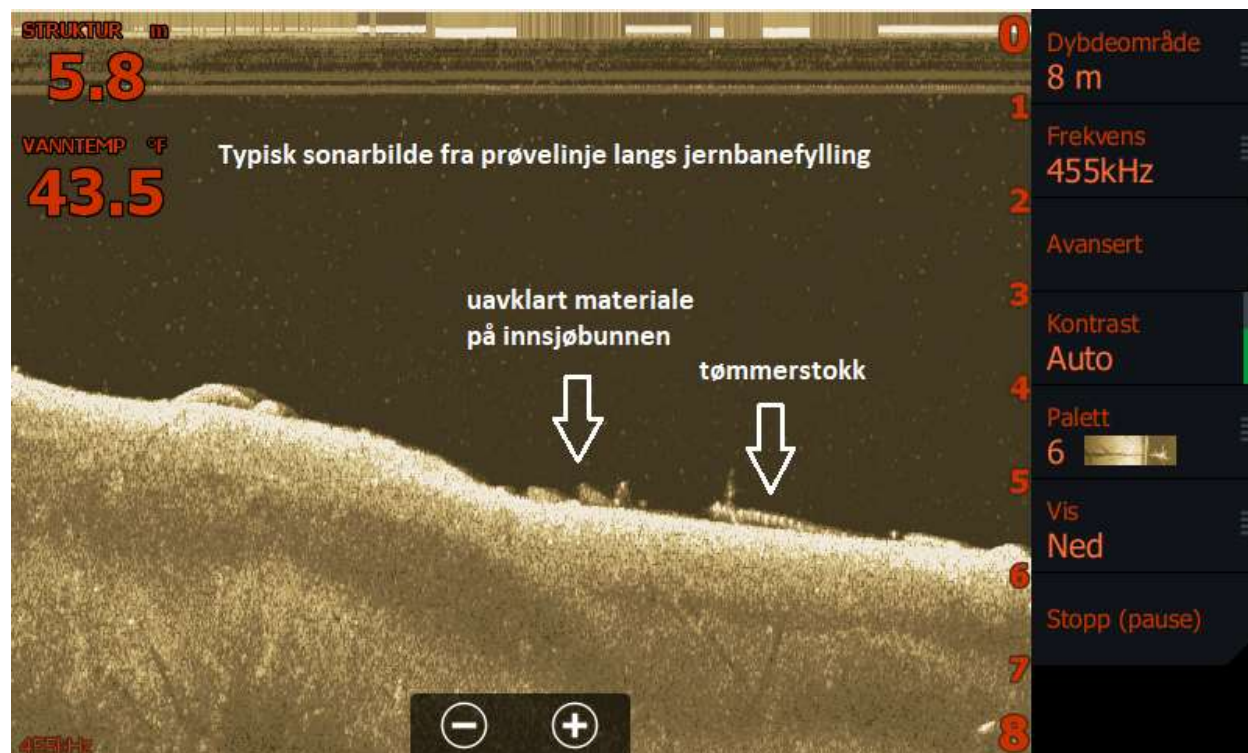 STRUKTUR m
5.8
VANNTEMP °F
43.5
Typisk sonarbilde fra prøvelinje langs jernbanefylling
uavklart materiale
på innsjøbunnen
tømmerstokk
0
1
2
3
4
5
6
7
8
455kHz
Dybdeområde
8 m
Frekvens
455kHz
Avansert
Kontrast
Auto
Palett
6
Vis
Ned
Stopp (pause)